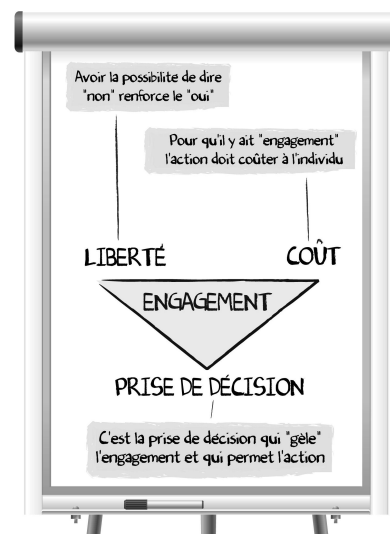 Avoir la possibilité de dire
"non" renforce le "oui"
Pour qu'il y ait "engagement"
l'action doit coûter à l'individu
LIBERTÉ
COÛT
ENGAGEMENT
PRISE DE DÉCISION
C'est la prise de décision qui "gèle"
l'engagement et qui permet l'action